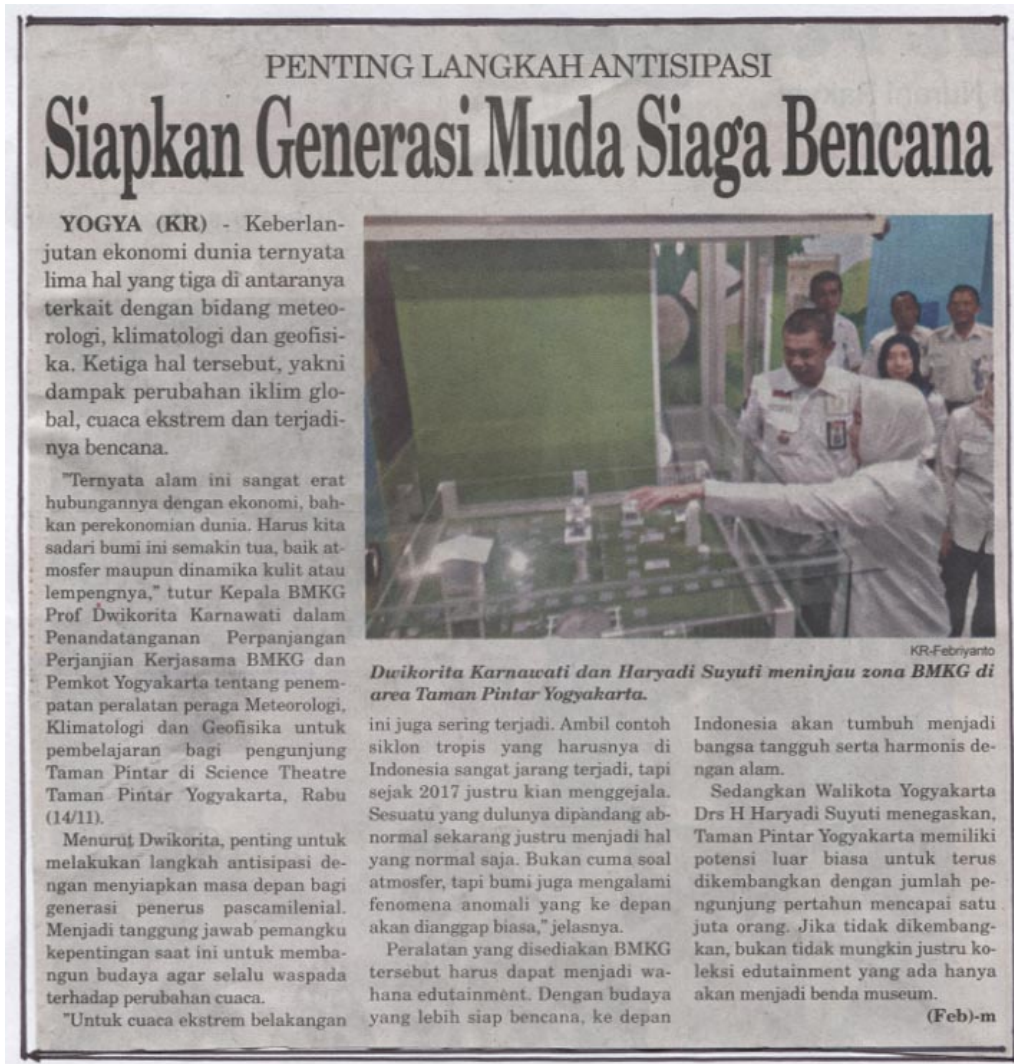 PENTING LANGKAH ANTISIPASI
Siapkan Generasi Muda Siaga Bencana
YOGYA (KR) - Keberlan-
jutan ekonomi dunia ternyata
lima hal yang tiga di antaranya
terkait dengan bidang meteo-
rologi, klimatologi dan geofisi-
ka. Ketiga hal tersebut, yakni
dampak perubahan iklim glo-
bal, cuaca ekstrem dan terjadi-
nya bencana.
"Ternyata alam ini sangat erat
hubungannya dengan ekonomi, bah-
kan perekonomian dunia. Harus kita
sadari bumi ini semakin tua, baik at-
mosfer maupun dinamika kulit atau
lempengnya," tutur Kepala BMKG
Prof Dwikorita Karnawati dalam
Penandatanganan Perpanjangan
Perjanjian Kerjasama BMKG dan
Pemkot Yogyakarta tentang penem-
patan peralatan peraga Meteorologi,
Klimatologi dan Geofisika untuk
pembelajaran bagi pengunjung
Taman Pintar di Science Theatre
Taman Pintar Yogyakarta, Rabu
(14/11).
Menurut Dwikorita, penting untuk
melakukan langkah antisipasi de-
ngan menyiapkan masa depan bagi
generasi penerus pascamilenial.
Menjadi tanggung jawab pemangku
kepentingan saat ini untuk memba-
ngun budaya agar selalu waspada
terhadap perubahan cuaca.
"Untuk cuaca ekstrem belakangan
KR-Febriyanto
Dwikorita Karnawati dan Haryadi Suyuti meninjau zona BMKG di
area Taman Pintar Yogyakarta.
ini juga sering terjadi. Ambil contoh
siklon tropis yang harusnya di
Indonesia sangat jarang terjadi, tapi
sejak 2017 justru kian menggejala.
Sesuatu yang dulunya dipandang ab-
normal sekarang justru menjadi hal
yang normal saja. Bukan cuma soal
atmosfer, tapi bumi juga mengalami
fenomena anomali yang ke depan
akan dianggap biasa," jelasnya.
Peralatan yang disediakan BMKG
tersebut harus dapat menjadi wa-
hana edutainment. Dengan budaya
yang lebih siap bencana, ke depan
Indonesia akan tumbuh menjadi
bangsa tangguh serta harmonis de-
ngan alam.
Sedangkan Walikota Yogyakarta
Drs H Haryadi Suyuti menegaskan,
Taman Pintar Yogyakarta memiliki
potensi luar biasa untuk terus
dikembangkan dengan jumlah pe-
ngunjung pertahun mencapai satu
juta orang. Jika tidak dikembang-
kan, bukan tidak mungkin justru ko-
leksi edutainment yang ada hanya
akan menjadi benda museum.
(Feb)-m